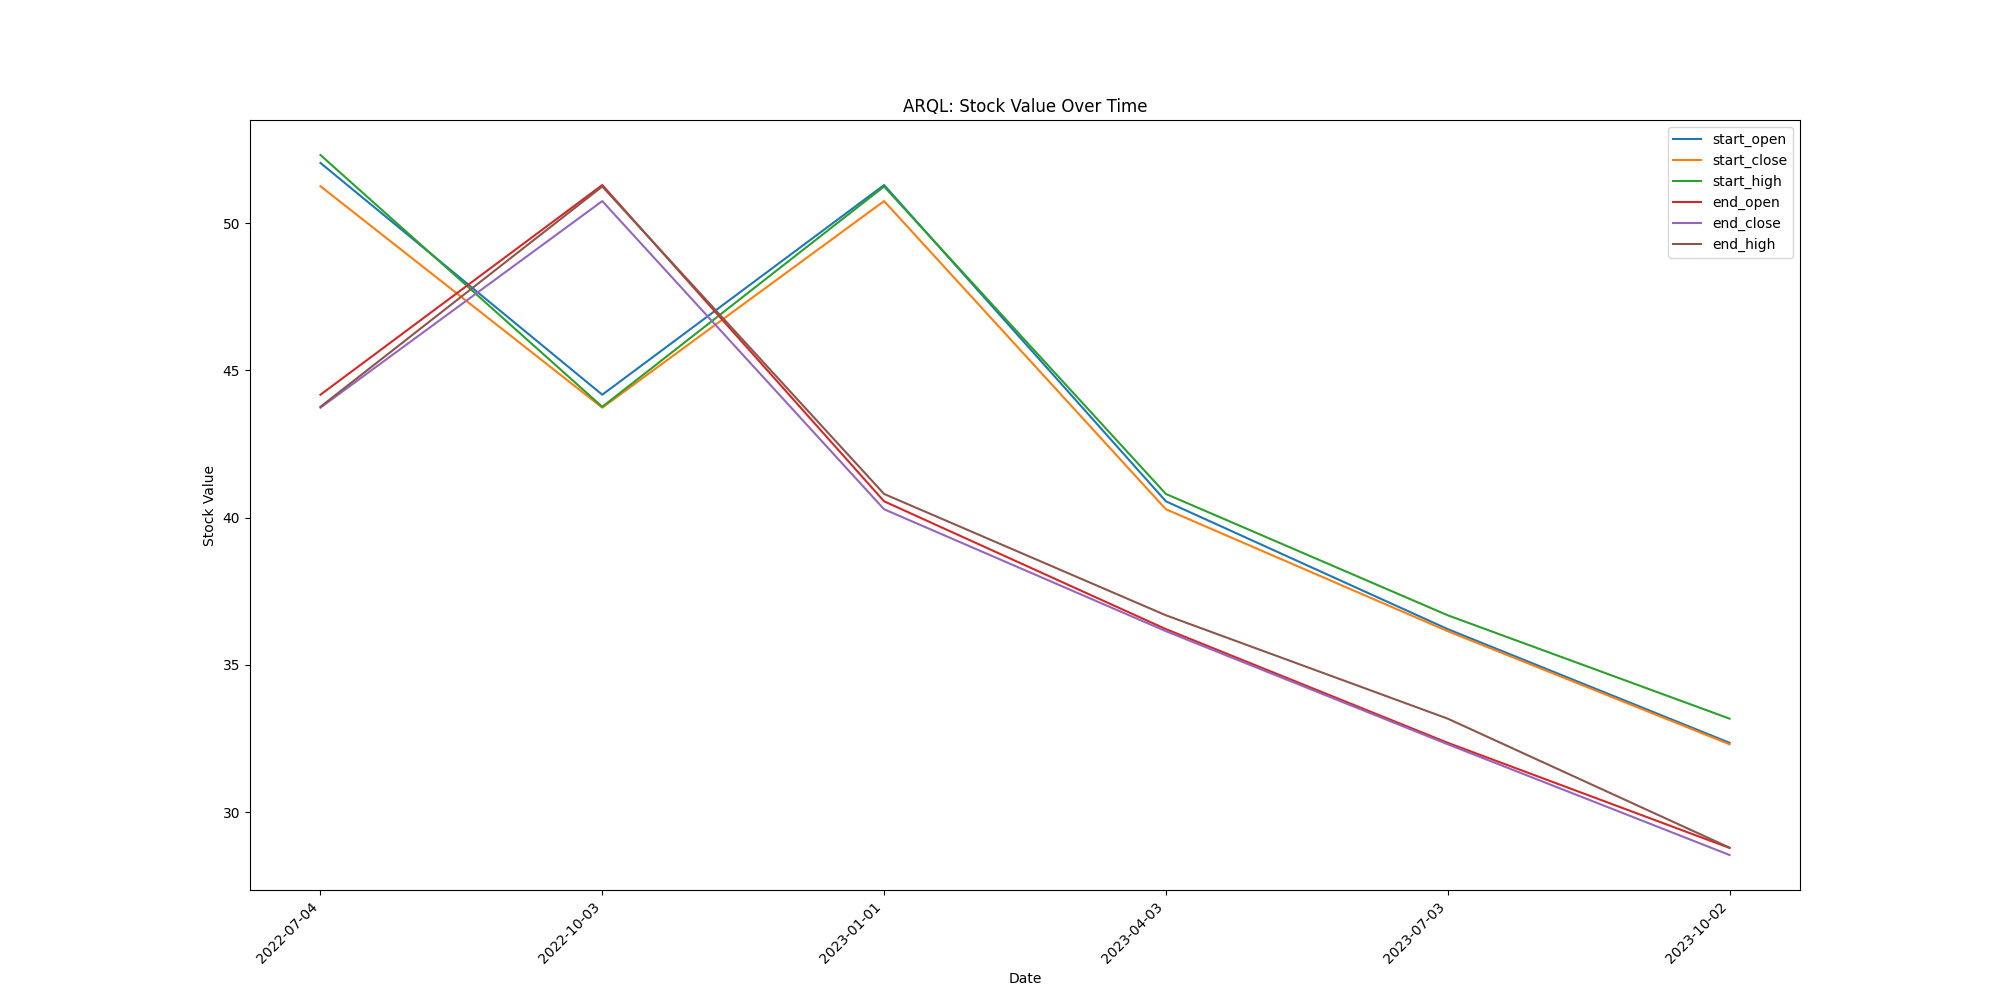 ARQL: Stock Value Over Time
start_open
start_close
start_high
end_open
end_close
end_high
Stock Value
50
45
40
35
30
2022-07-04
2022-10-03
2023-01-01
2023-04-03
2023-07-03
2023-10-02
Date